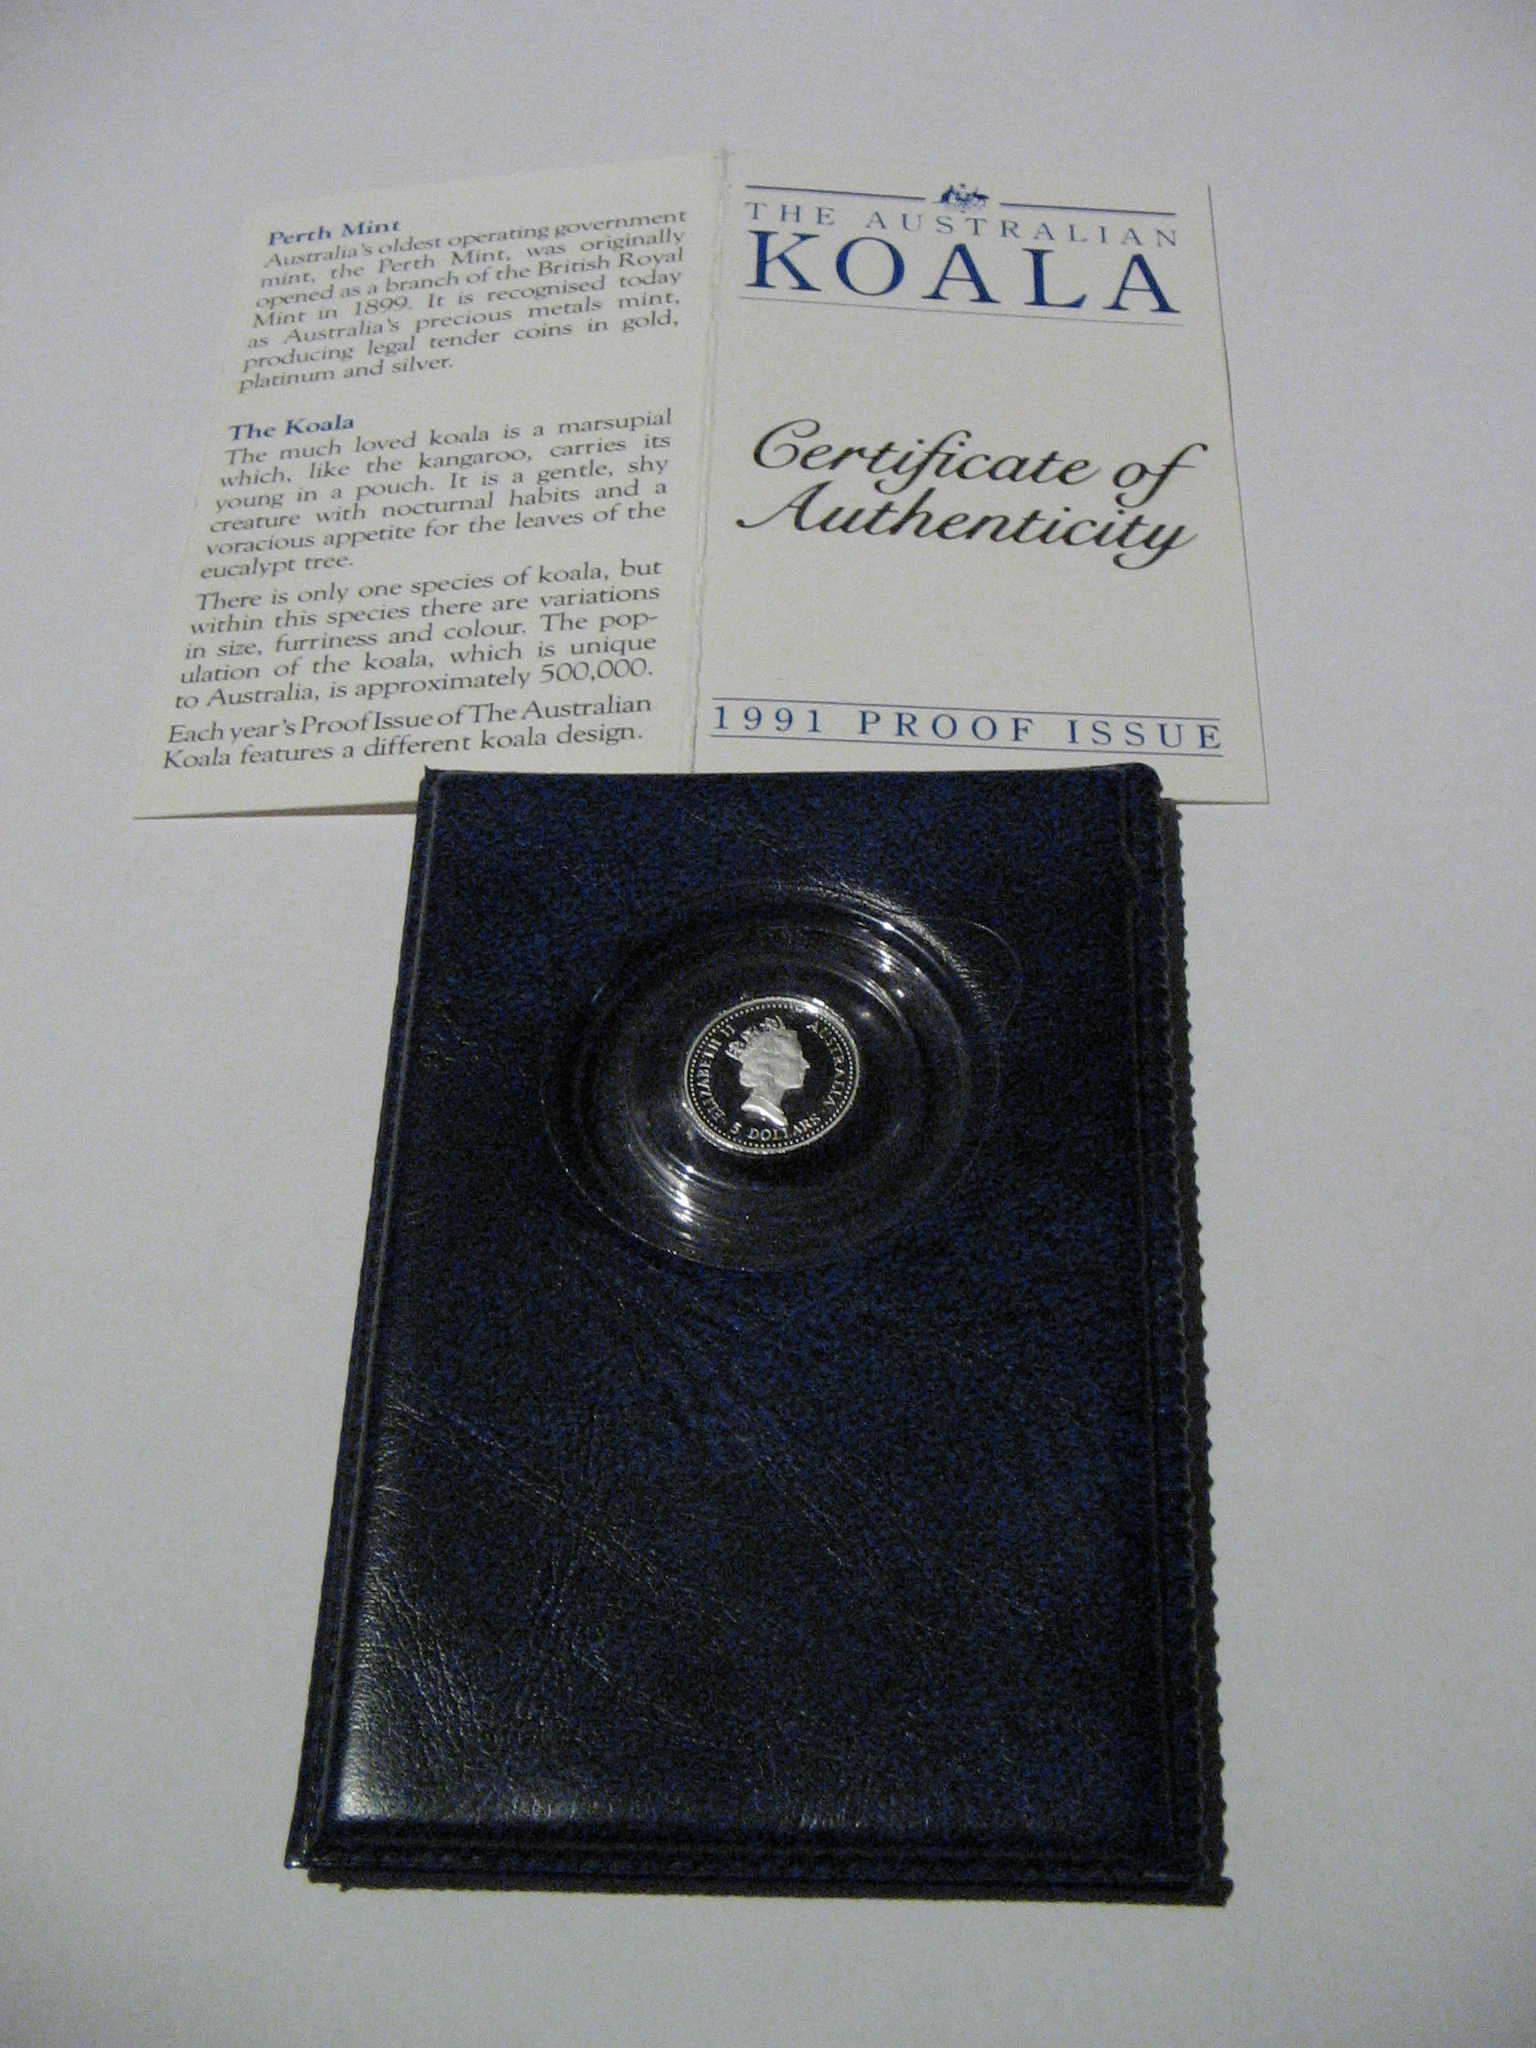 Perth Mint
Australia's oldest operating government
mint, the Perth Mint, was originally
opened as a branch of the British Royal
Mint in 1899. It is recognised today
as Australia's precious metals mint,
producing legal tender coins in gold,
platinum and silver.
The Koala
The much loved koala is a marsupial
which, like the kangaroo, carries its
young in a pouch. It is a gentle, shy
creature with nocturnal habits and a
voracious appetite for the leaves of the
eucalypt tree.
There is only one species of koala, but
within this species there are variations
in size, furriness and colour. The pop-
ulation of the koala, which is unique
to Australia, is approximately 500,000.
Each year's Proof Issue of The Australian
Koala features a different koala design.
THE AUSTRALIAN
KOALA
Certificate of
Authenticity
1991 PROOF ISSUE
ELIZABETH II
AUSTRALIA
5 DOLLARS